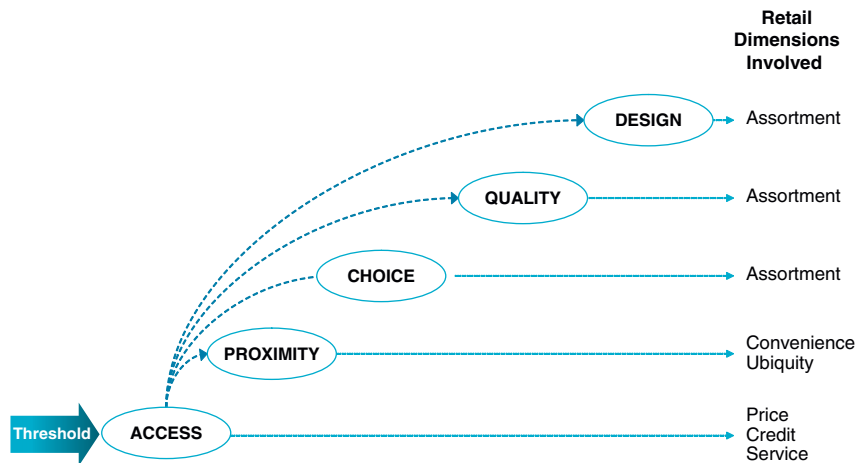 Retail
Dimensions
Involved
DESIGN
Assortment
QUALITY
Assortment
CHOICE
Assortment
PROXIMITY
Convenience
Ubiquity
Threshold
ACCESS
Price
Credit
Service